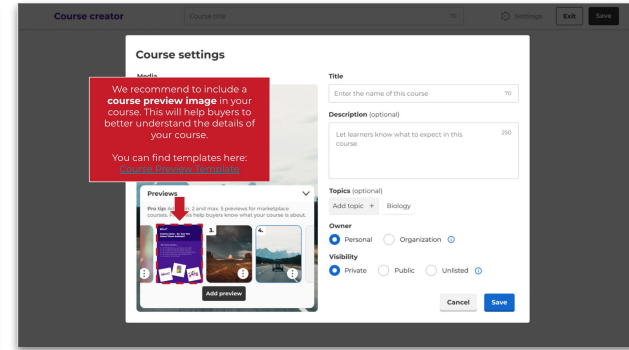 Course creator
Course title
70
Settings
Exit
Save
Course settings
Media
We recommend to include a
course preview image in your
course. This will help buyers to
better understand the details of
your course.
You can find templates here:
Course Preview Template
Previews
Pro tip:
2 and max. 5 previews for marketplace
courses.
help buyers know what your course is about.
3.
4.
Add preview
Title
Enter the name of this course
70
Description (optional)
Let learners know what to expect in this
course
250
Topics (optional)
Add topic +
Biology
Owner
Personal
Organization
Visibility
Private
Public
Unlisted
Cancel
Save